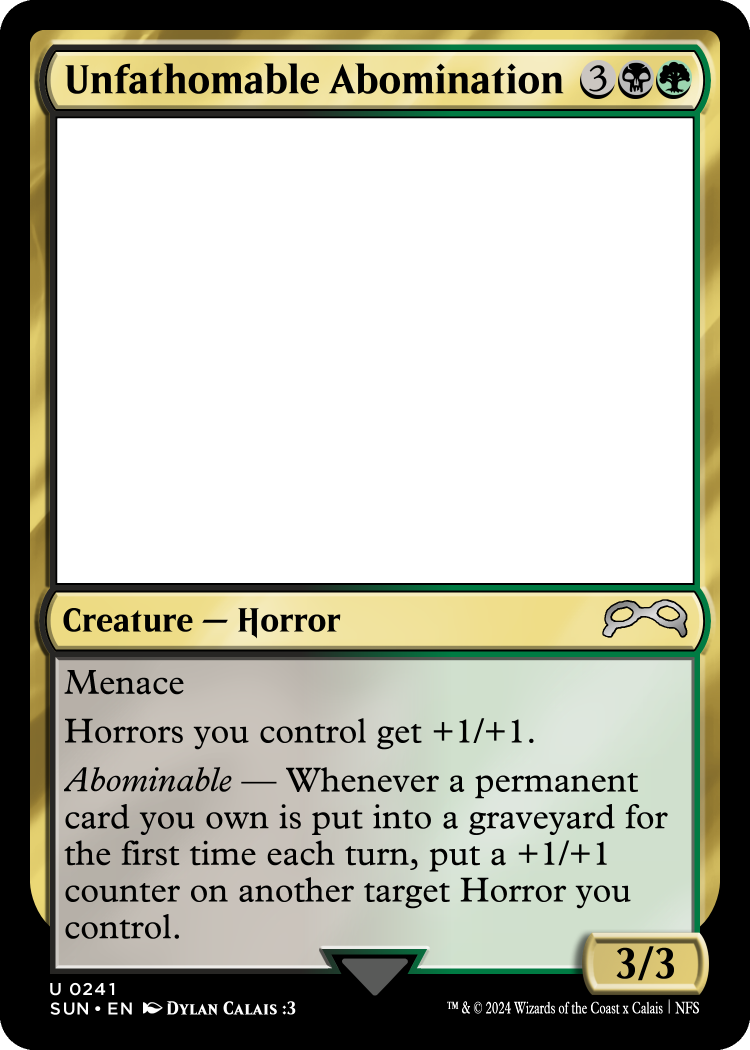 Unfathomable Abomination 3
Creature — Horror
Menace
Horrors you control get +1/+1.
Abominable — Whenever a permanent
card you own is put into a graveyard for
the first time each turn, put a +1/+1
counter on another target Horror you
control.
3/3
U 0241
SUN • EN DYLAN CALAIS :3
™ & © 2024 Wizards of the Coast x Calais | NFS